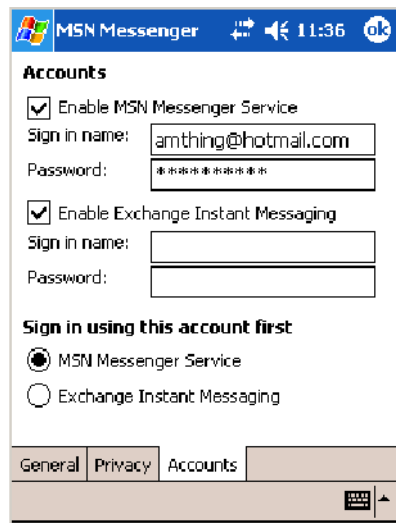 MSN Messenger 11:36 ok
Accounts
Enable MSN Messenger Service
Sign in name: amthing@hotmail.com
Password: **********
Enable Exchange Instant Messaging
Sign in name:
Password:
Sign in using this account first
MSN Messenger Service
Exchange Instant Messaging
General Privacy Accounts